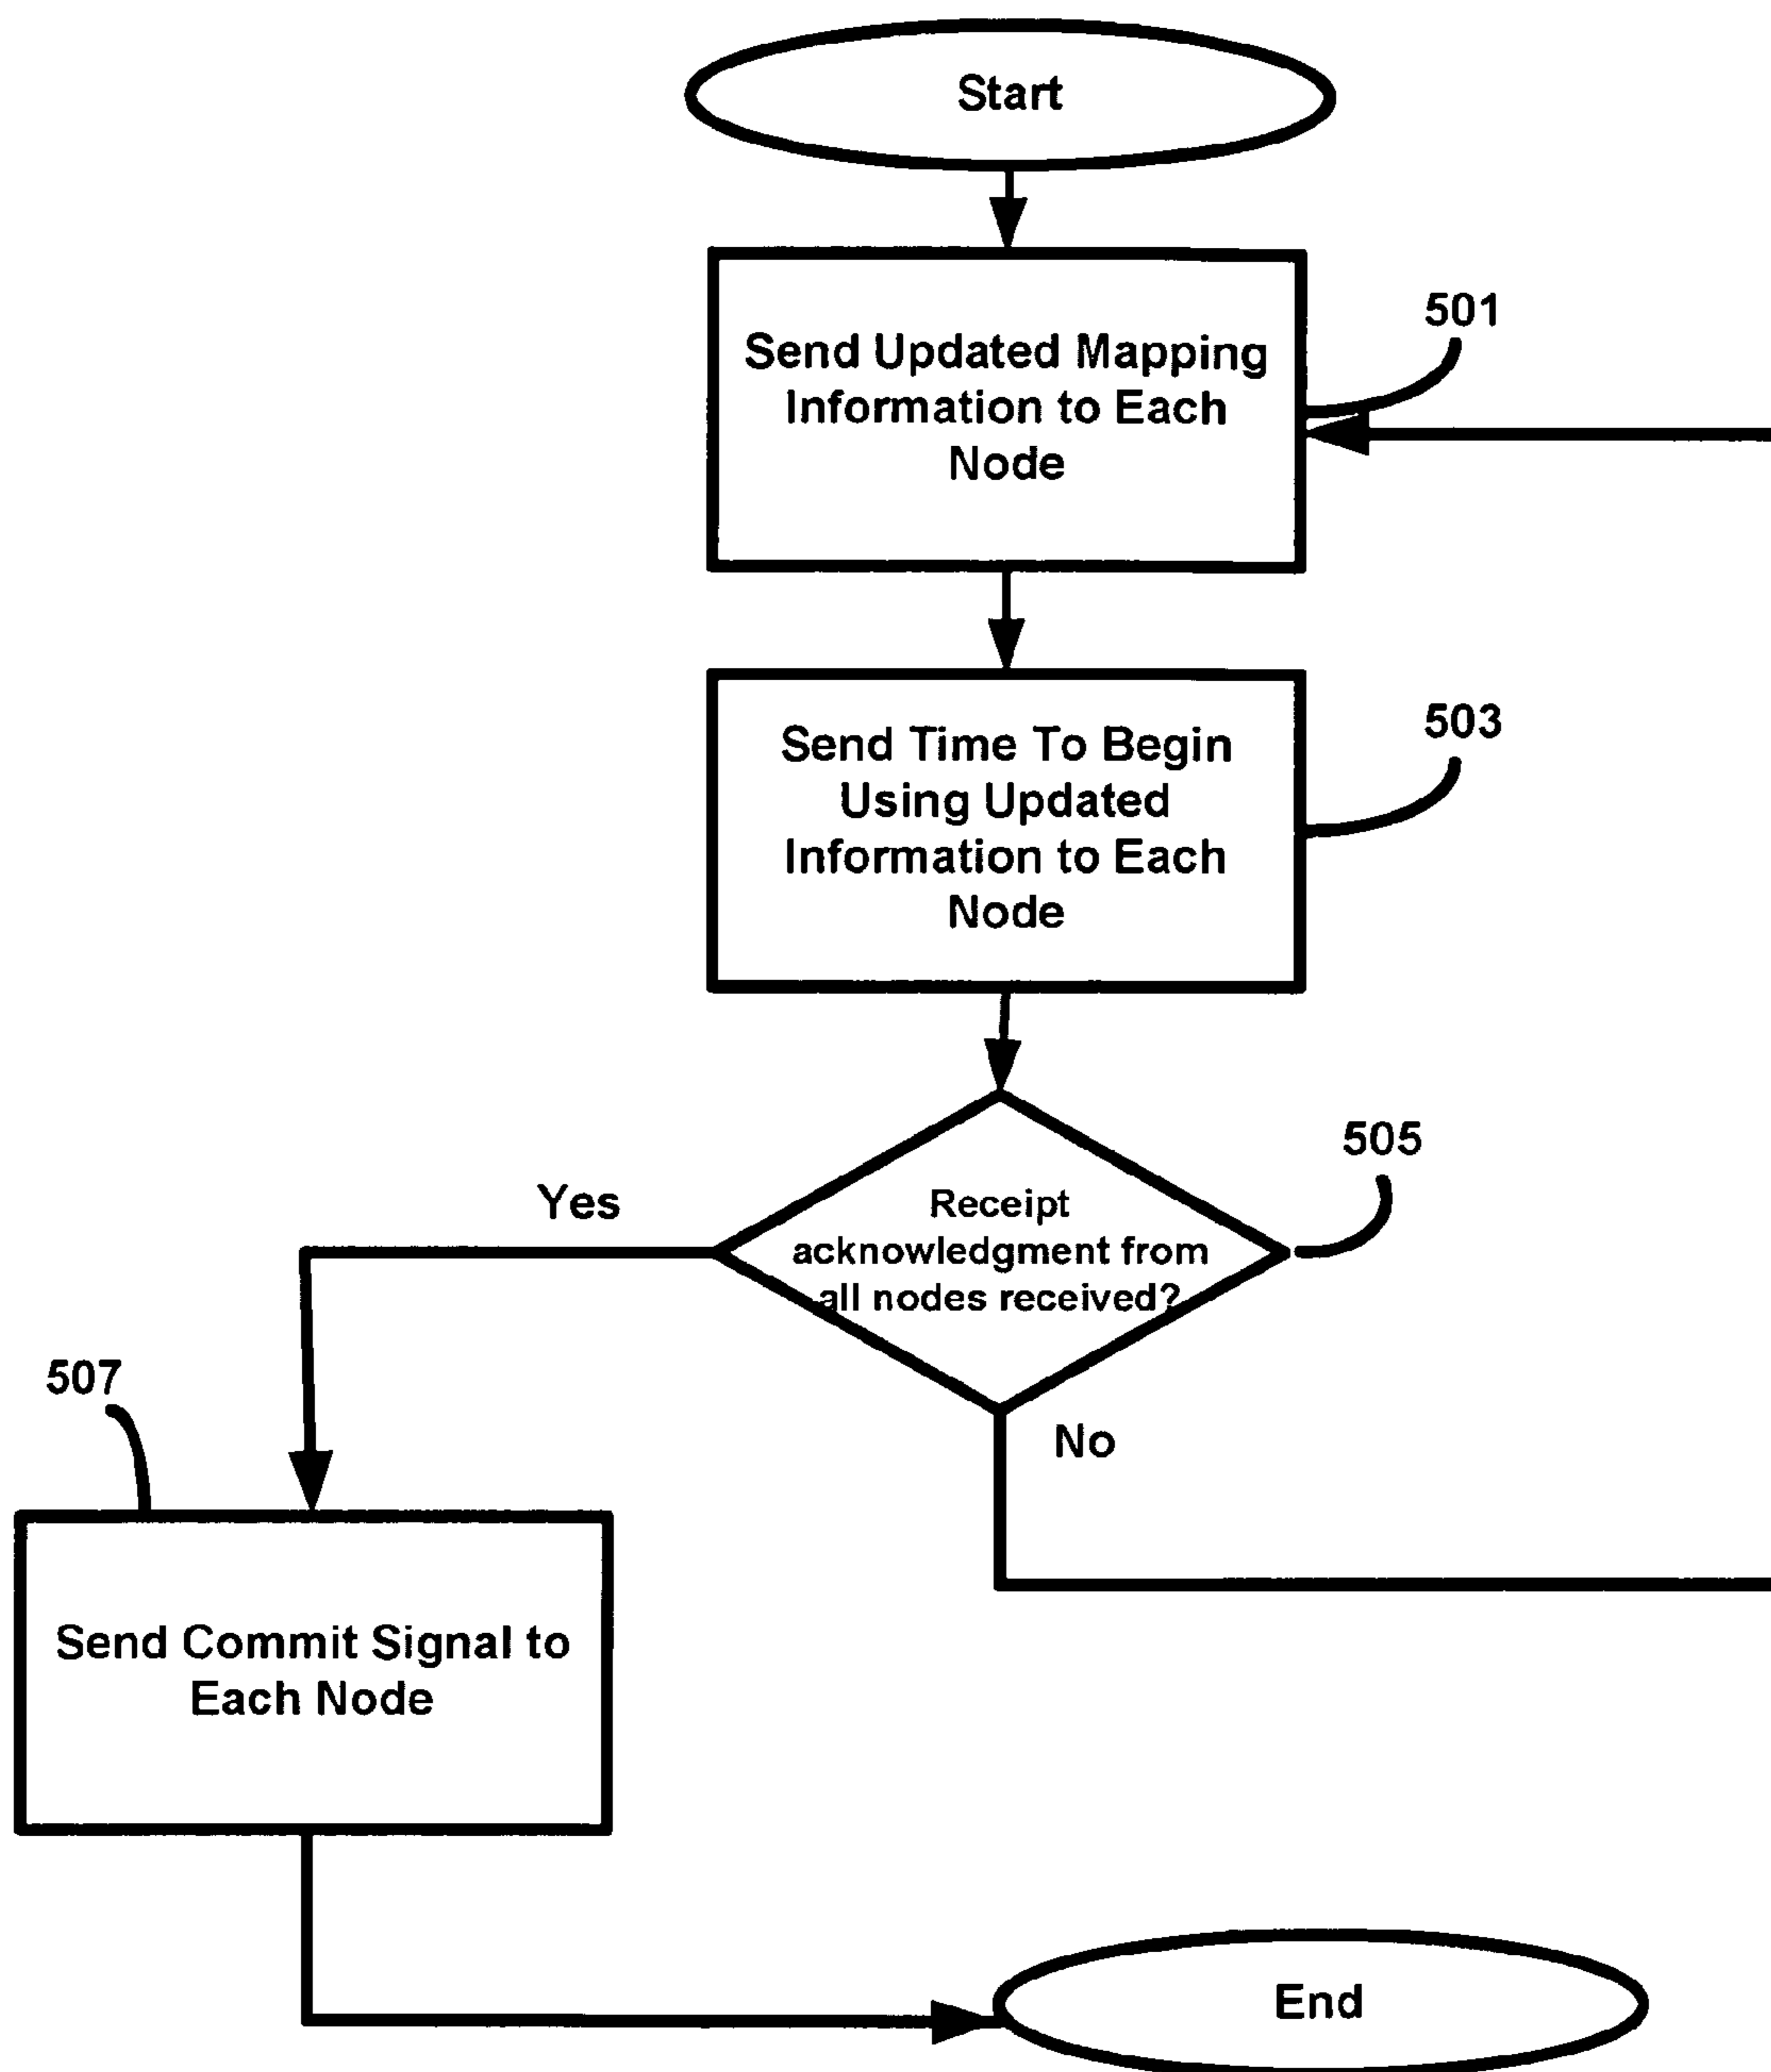 Start
501
Send Updated Mapping
Information to Each
Node
503
Send Time To Begin
Using Updated
Information to Each
Node
505
Yes
Receipt
acknowledgment from
all nodes received?
507
No
Send Commit Signal to
Each Node
End